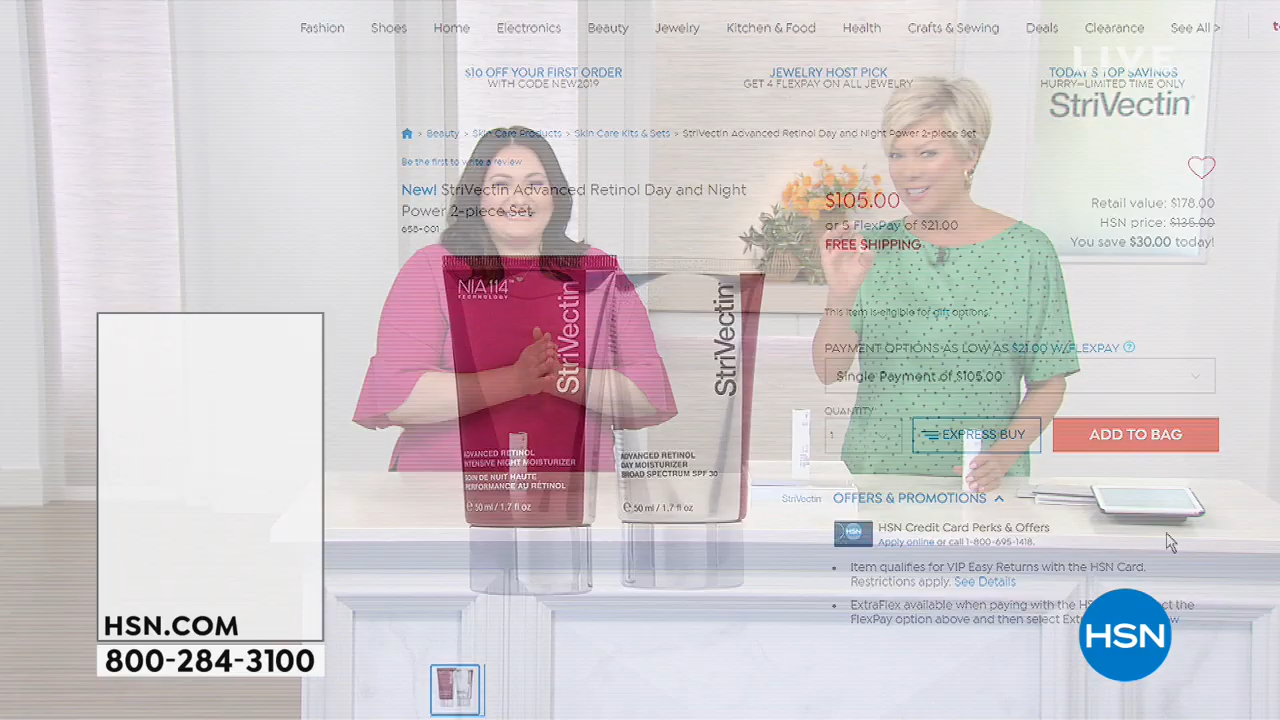 Fashion Shoes Home Electronics Beauty Jewelry Kitchen & Food Health Crafts & Sewing Deals Clearance See All >
LIVE
$10 OFF YOUR FIRST ORDER
WITH CODE NEW2019
JEWELRY HOST PICK
GET 4 FLEXPAY ON ALL JEWELRY
TODAY'S TOP SAVINGS
HURRY—LIMITED TIME ONLY
StriVectin
> Beauty > Skin Care Products > Skin Care Kits & Sets > StriVectin Advanced Retinol Day and Night Power 2-piece Set
Be the first to write a review
New! StriVectin Advanced Retinol Day and Night
Power 2-piece Set
658-001
$105.00
or 5 FlexPay of $21.00
FREE SHIPPING
Retail value: $178.00
HSN price: $135.00
You save $30.00 today!
This item is eligible for gift options.
PAYMENT OPTIONS AS LOW AS $21.00 W/FLEXPAY ?
Single Payment of $105.00
QUANTITY
1
EXPRESS BUY
ADD TO BAG
NIA114™
TECHNOLOGY
StriVectin
ADVANCED RETINOL
INTENSIVE NIGHT MOISTURIZER
SOIN DE NUIT HAUTE
PERFORMANCE AU RÉTINOL
e 50 ml / 1.7 fl oz
StriVectin
ADVANCED RETINOL
DAY MOISTURIZER
BROAD SPECTRUM SPF 30
e 50 ml / 1.7 fl oz
StriVectin
OFFERS & PROMOTIONS
HSN
HSN Credit Card Perks & Offers
Apply online or call 1-800-695-1418.
Item qualifies for VIP Easy Returns with the HSN Card.
Restrictions apply. See Details
ExtraFlex available when paying with the the
FlexPay option above and then select
HSN
HSN.COM
800-284-3100